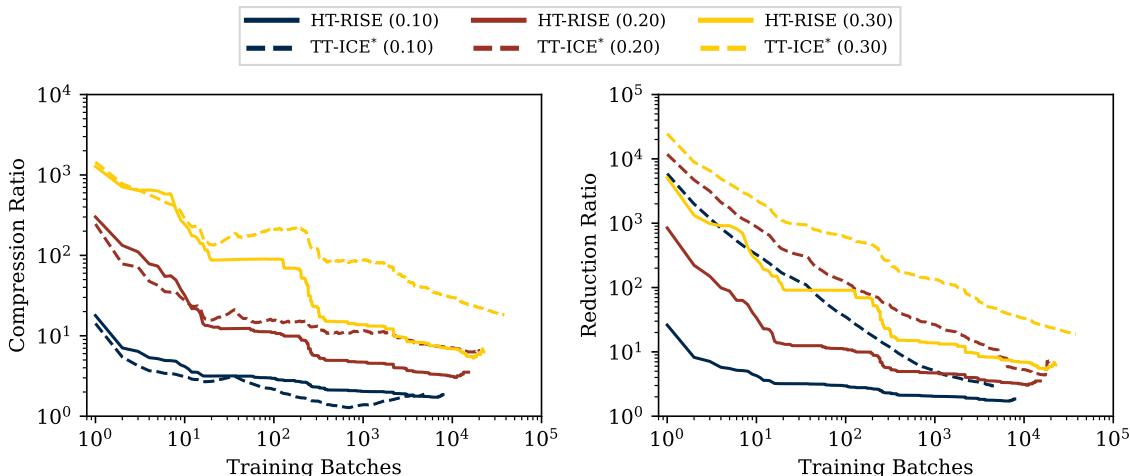 HT-RISE (0.10) HT-RISE (0.20) HT-RISE (0.30)
TT-ICE* (0.10) TT-ICE* (0.20) TT-ICE* (0.30)
10^4
10^3
10^2
10^1
10^0
Compression Ratio
10^0 10^1 10^2 10^3 10^4 10^5
Training Batches
10^5
10^4
10^3
10^2
10^1
10^0
Reduction Ratio
10^0 10^1 10^2 10^3 10^4 10^5
Training Batches